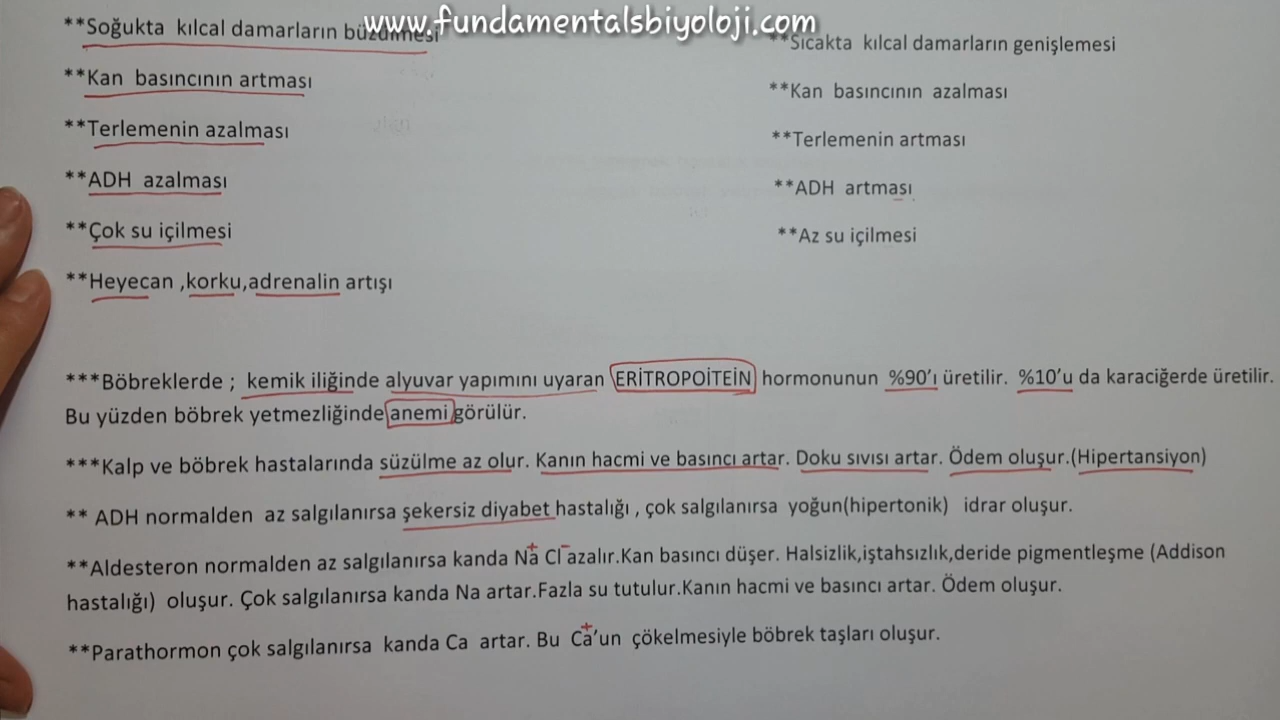 www.fundamentalsbiyoloji.com
**Soğukta kılcal damarların büzülmesi
**Kan basıncının artması
**Terlemenin azalması
**ADH azalması
**Çok su içilmesi
**Heyecan ,korku,adrenalin artışı
**Sıcakta kılcal damarların genişlemesi
**Kan basıncının azalması
**Terlemenin artması
**ADH artması
**Az su içilmesi
***Böbreklerde ; kemik iliğinde alyuvar yapımını uyaran ERİTROPOİTEİN hormonunun %90’ı üretilir. %10’u da karaciğerde üretilir.
Bu yüzden böbrek yetmezliğinde anemi görülür.
***Kalp ve böbrek hastalarında süzülme az olur. Kanın hacmi ve basıncı artar. Doku sıvısı artar. Ödem oluşur.(Hipertansiyon)
** ADH normalden az salgılanırsa şekersiz diyabet hastalığı , çok salgılanırsa yoğun(hipertonik) idrar oluşur.
**Aldesteron normalden az salgılanırsa kanda Na+ Cl- azalır.Kan basıncı düşer. Halsizlik,iştahsızlık,deride pigmentleşme (Addison
hastalığı) oluşur. Çok salgılanırsa kanda Na artar.Fazla su tutulur.Kanın hacmi ve basıncı artar. Ödem oluşur.
**Parathormon çok salgılanırsa kanda Ca artar. Bu Ca+’un çökelmesiyle böbrek taşları oluşur.